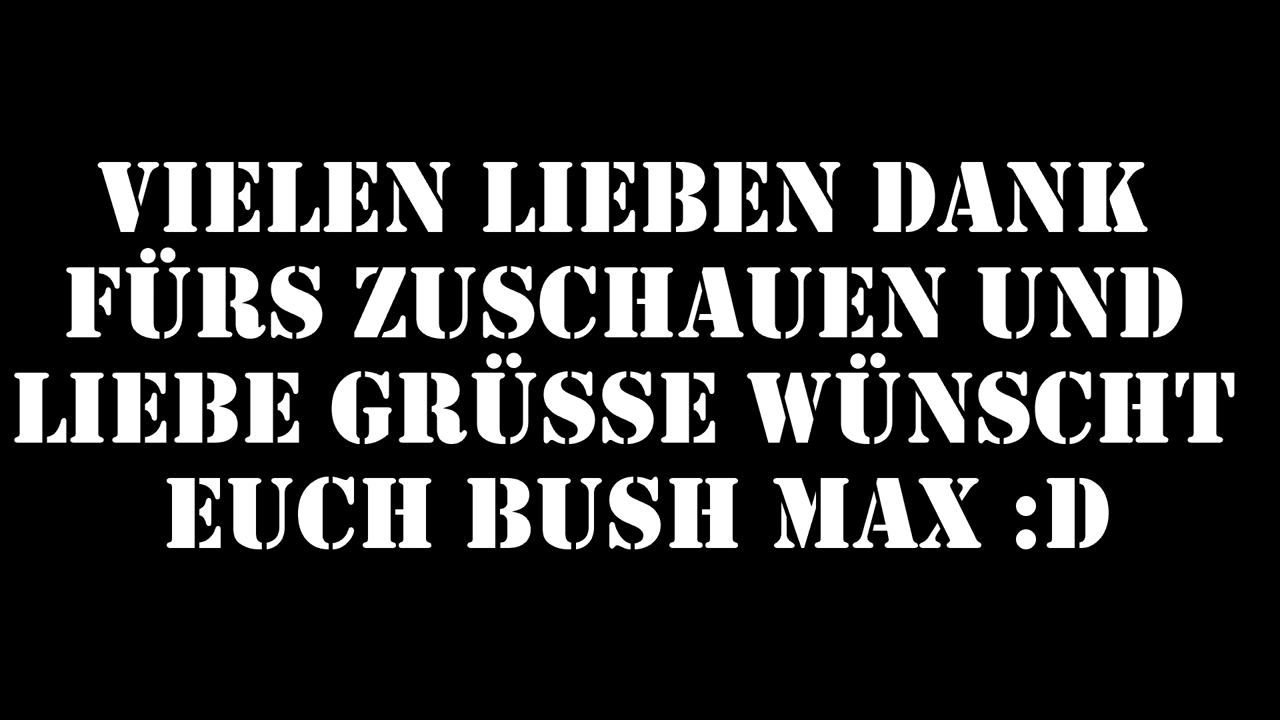 VIELEN LIEBEN DANK
FÜRS ZUSCHAUEN UND
LIEBE GRÜSSE WÜNSCHT
EUCH BUSH MAX :D